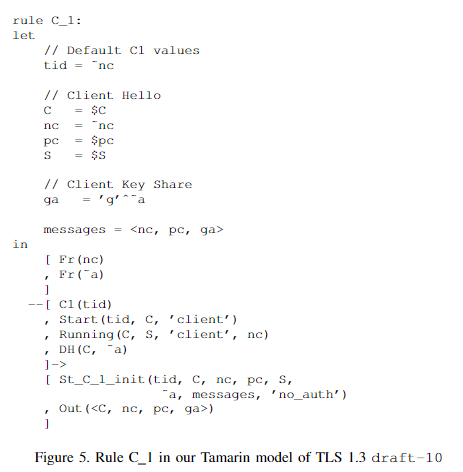 rule C_1:
let
    // Default C1 values
    tid = ~nc

    // Client Hello
    C   = $C
    nc  = ~nc
    pc  = $pc
    S   = $S

    // Client Key Share
    ga   = 'g'^~a

    messages = <nc, pc, ga>
in
    [ Fr(nc)
    , Fr(~a)
    ]
  --[ C1(tid)
    , Start(tid, C, 'client')
    , Running(C, S, 'client', nc)
    , DH(C, ~a)
    ]->
    [ St_C_1_init(tid, C, nc, pc, S,
                  ~a, messages, 'no_auth')
    , Out(<C, nc, pc, ga>)
    ]
Figure 5. Rule C_1 in our Tamarin model of TLS 1.3 draft-10